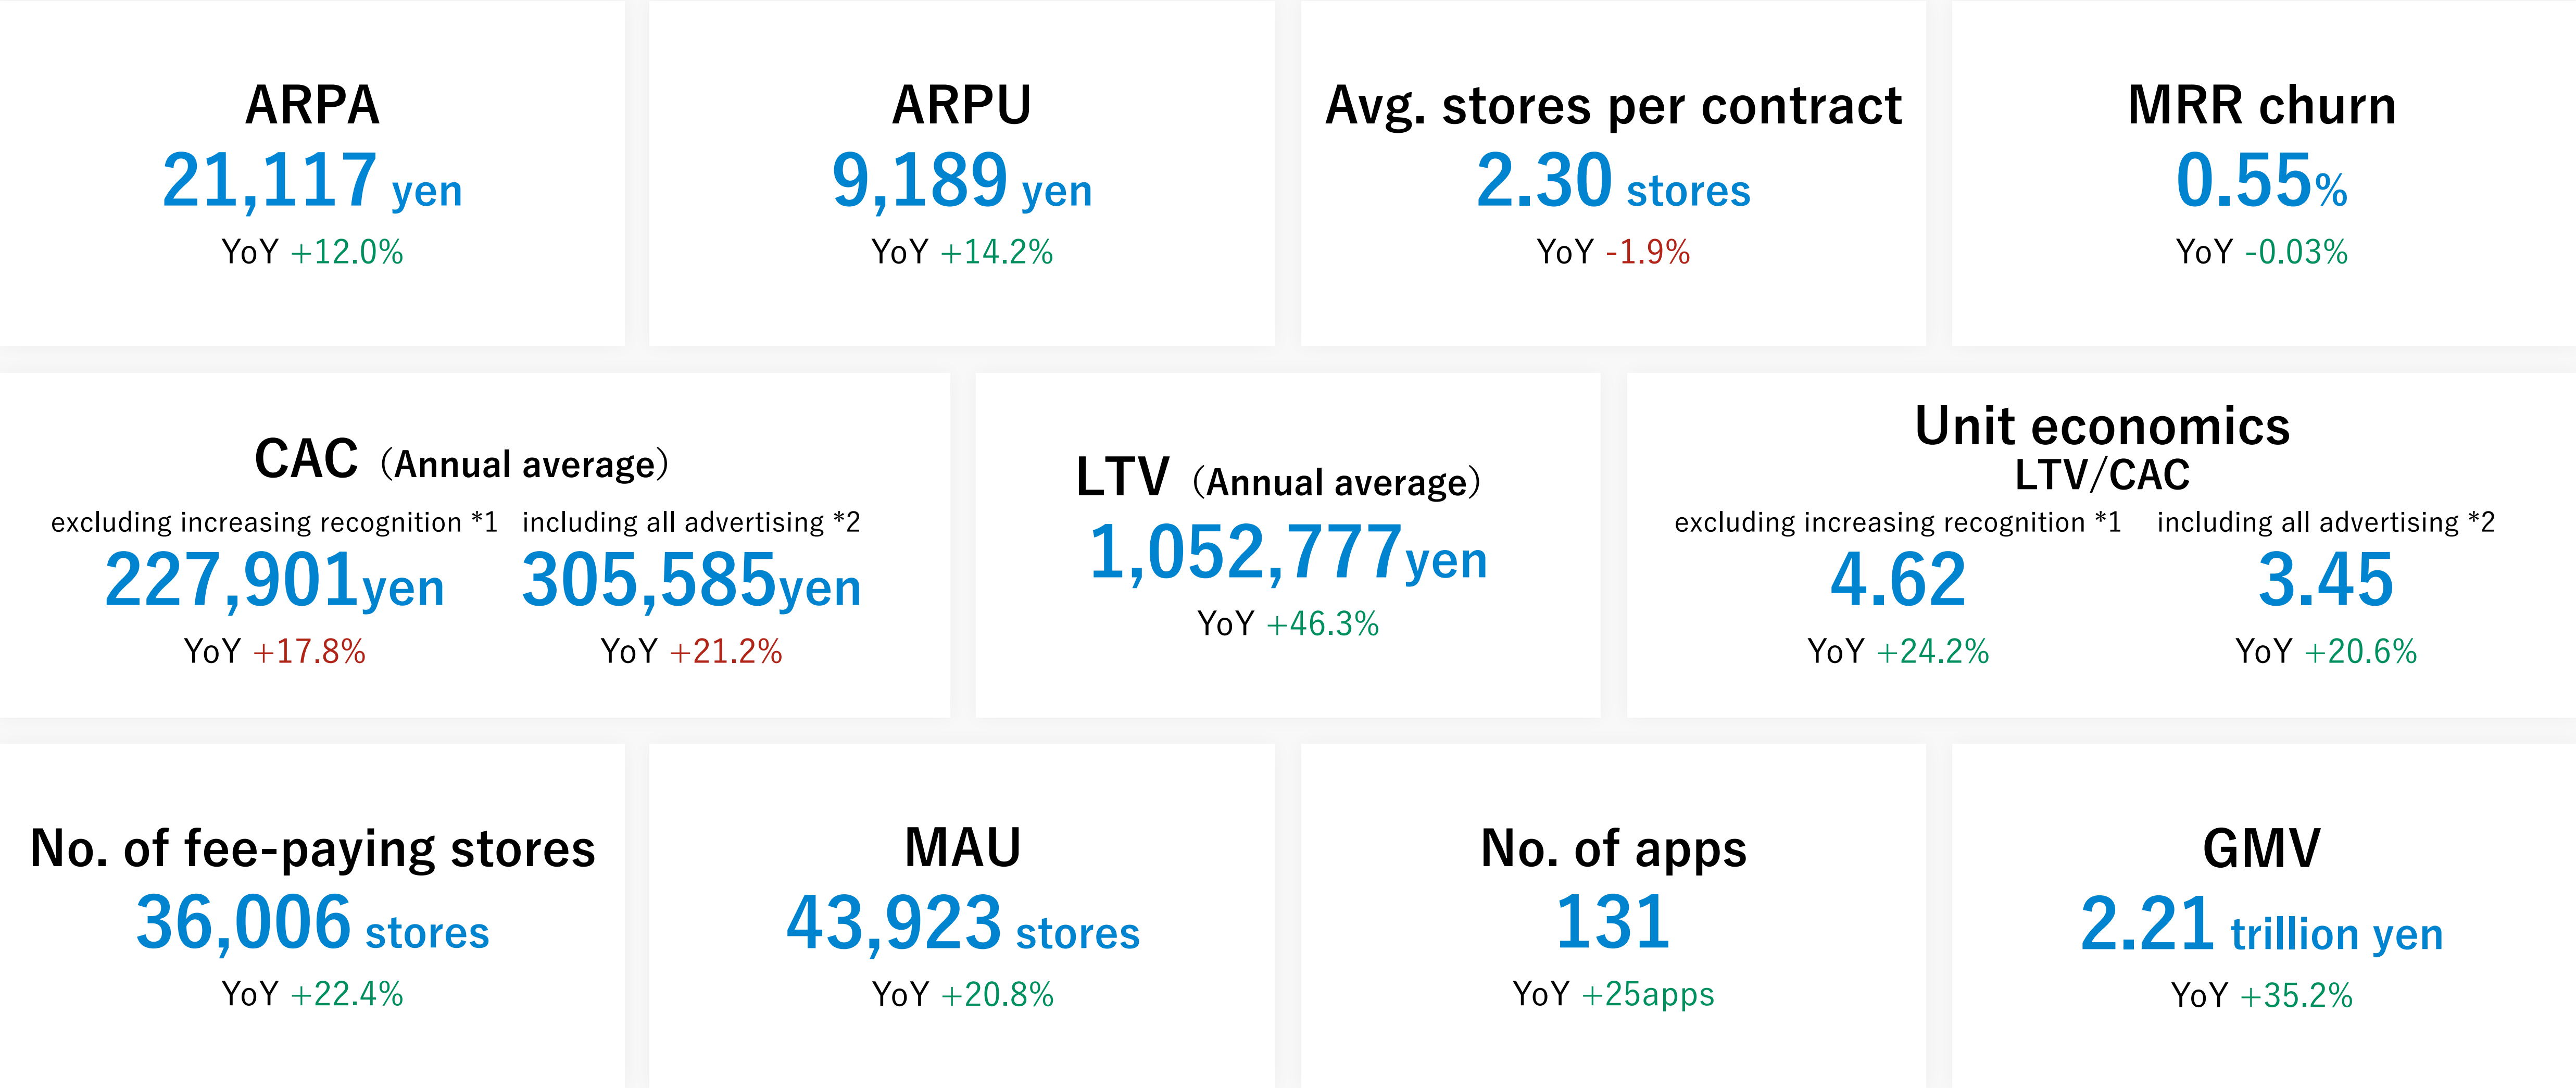 ARPA
21,117 yen
YoY +12.0%
ARPU
9,189 yen
YoY +14.2%
Avg. stores per contract
2.30 stores
YoY -1.9%
MRR churn
0.55%
YoY -0.03%
CAC（Annual average）
excluding increasing recognition *1
227,901yen
YoY +17.8%
including all advertising *2
305,585yen
YoY +21.2%
LTV（Annual average）
1,052,777yen
YoY +46.3%
Unit economics
LTV/CAC
excluding increasing recognition *1
4.62
YoY +24.2%
including all advertising *2
3.45
YoY +20.6%
No. of fee-paying stores
36,006 stores
YoY +22.4%
MAU
43,923 stores
YoY +20.8%
No. of apps
131
YoY +25apps
GMV
2.21 trillion yen
YoY +35.2%